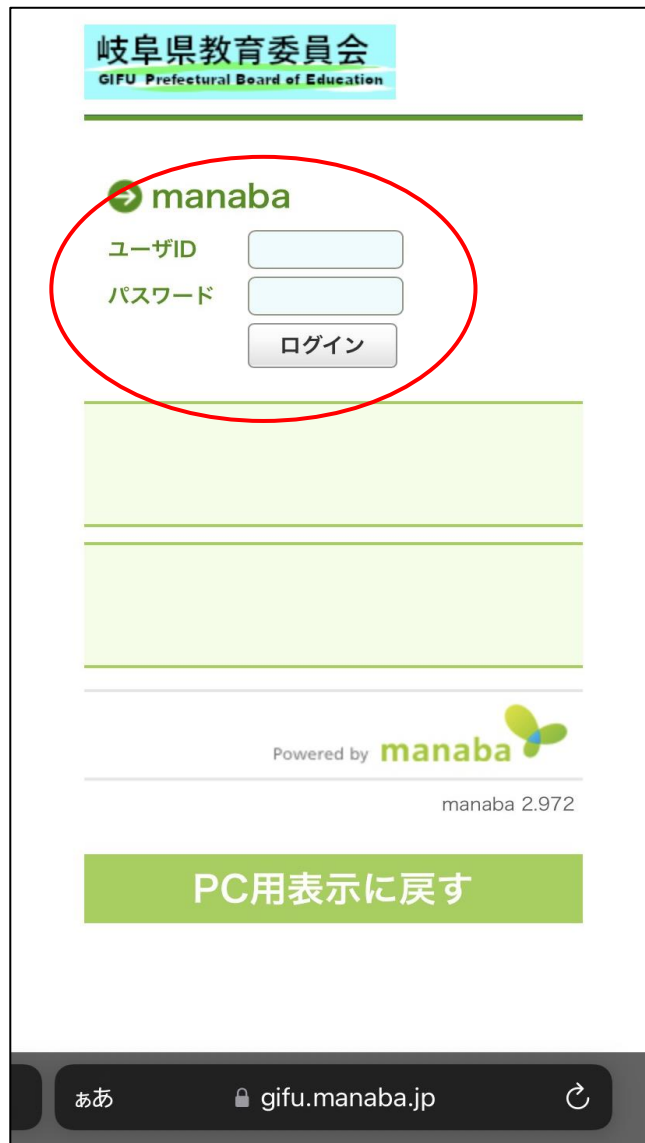 岐阜県教育委員会
GIFU Prefectural Board of Education
manaba
ユーザID
パスワード
ログイン
Powered by manaba
manaba 2.972
PC用表示に戻す
ぁあ gifu.manaba.jp